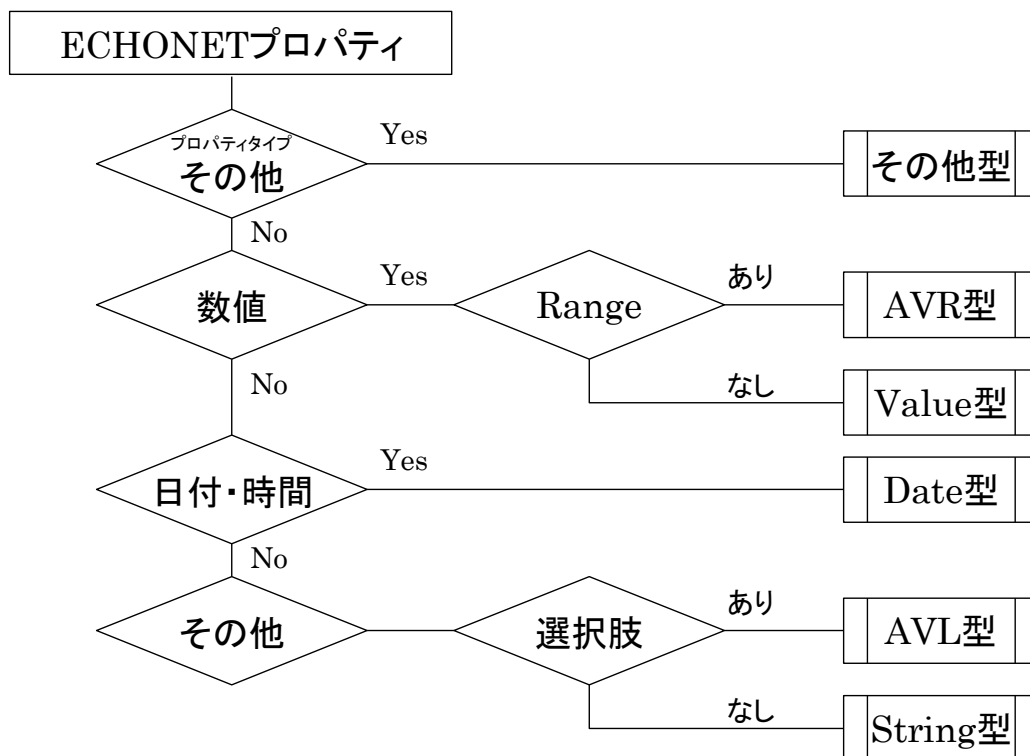 ECHONETプロパティ
プロパティタイプ
その他
Yes
その他型
No
数値
Yes
Range
あり
AVR型
なし
Value型
No
日付・時間
Yes
Date型
No
その他
選択肢
あり
AVL型
なし
String型